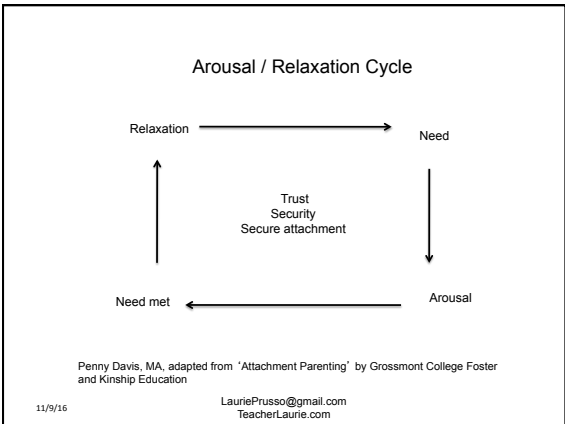 Arousal / Relaxation Cycle
Relaxation
Need
Trust
Security
Secure attachment
Need met
Arousal
Penny Davis, MA, adapted from ‘Attachment Parenting’ by Grossmont College Foster
and Kinship Education
11/9/16
LauriePrusso@gmail.com
TeacherLaurie.com